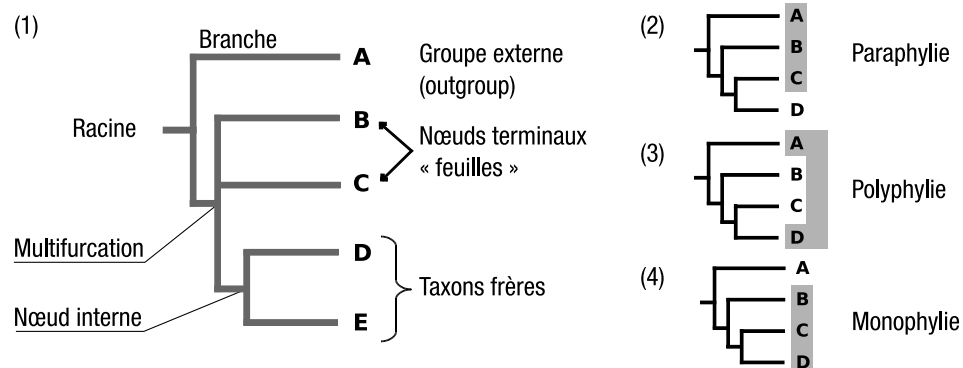 (1)
Branche
A
Groupe externe
(outgroup)
Racine
B
Nœuds terminaux
« feuilles »
C
Multifurcation
D
Taxons frères
Nœud interne
E
(2)
A
B
Paraphylie
C
D
(3)
A
B
Polyphylie
C
D
(4)
A
B
C
Monophylie
D